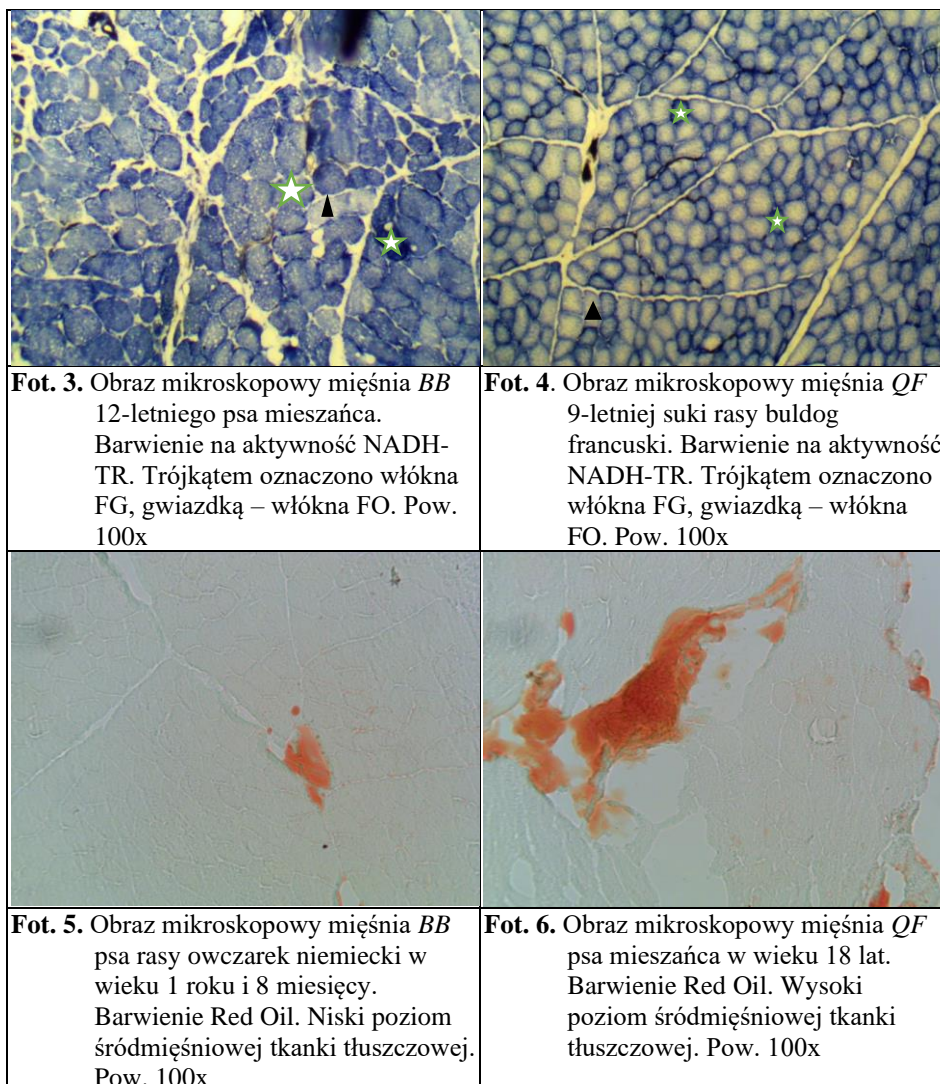 Fot. 3. Obraz mikroskopowy mięśnia BB
12-letniego psa mieszańca.
Barwienie na aktywność NADH-
TR. Trójkątem oznaczono włókna
FG, gwiazdką – włókna FO. Pow.
100x
Fot. 4. Obraz mikroskopowy mięśnia QF
9-letniej suki rasy buldog
francuski. Barwienie na aktywność
NADH-TR. Trójkątem oznaczono
włókna FG, gwiazdką – włókna
FO. Pow. 100x
Fot. 5. Obraz mikroskopowy mięśnia BB
psa rasy owczarek niemiecki w
wieku 1 roku i 8 miesięcy.
Barwienie Red Oil. Niski poziom
śródmięśniowej tkanki tłuszczowej.
Pow. 100x
Fot. 6. Obraz mikroskopowy mięśnia QF
psa mieszańca w wieku 18 lat.
Barwienie Red Oil. Wysoki
poziom śródmięśniowej tkanki
tłuszczowej. Pow. 100x